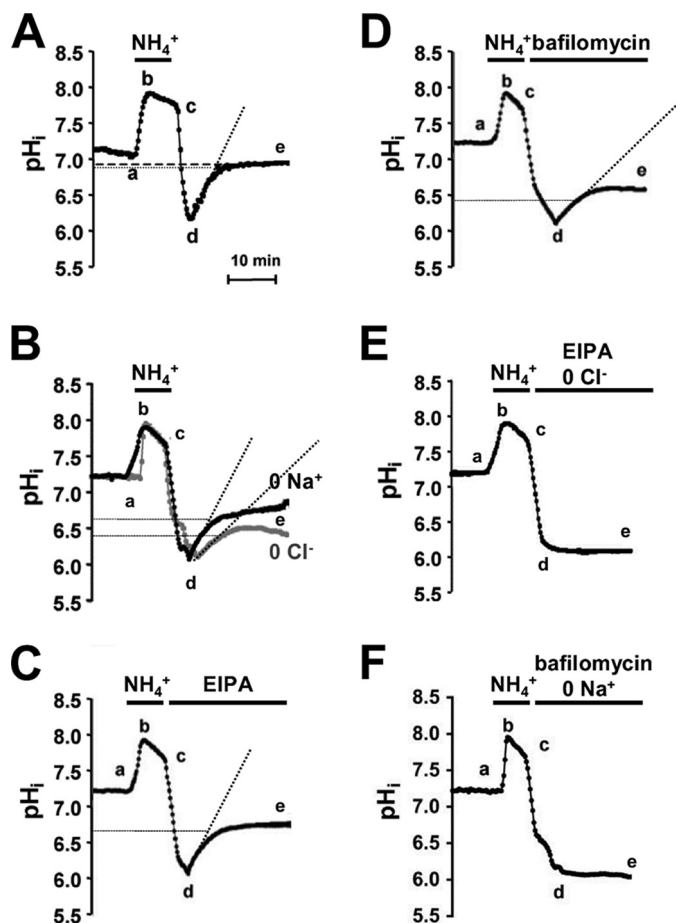 A
NH₄⁺
8.5
8.0
7.5
7.0
6.5
6.0
5.5
pHᵢ
a
b
c
d
e
10 min
B
NH₄⁺
8.5
8.0
7.5
7.0
6.5
6.0
5.5
pHᵢ
a
b
c
d
0 Na⁺
e
0 Cl⁻
C
NH₄⁺ EIPA
8.5
8.0
7.5
7.0
6.5
6.0
5.5
pHᵢ
a
b
c
d
e
D
NH₄⁺ bafilomycin
8.5
8.0
7.5
7.0
6.5
6.0
5.5
pHᵢ
a
b
c
d
e
E
EIPA
NH₄⁺ 0 Cl⁻
8.5
8.0
7.5
7.0
6.5
6.0
5.5
pHᵢ
a
b
c
d
e
F
bafilomycin
NH₄⁺ 0 Na⁺
8.5
8.0
7.5
7.0
6.5
6.0
5.5
pHᵢ
a
b
c
d
e